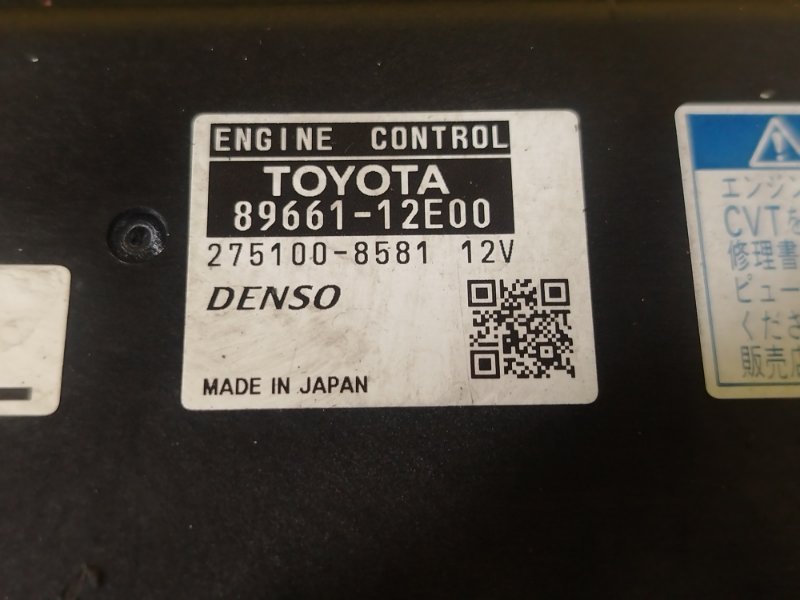 ENGINE CONTROL
TOYOTA
89661-12E00
275100-8581 12V
DENSO
MADE IN JAPAN
エンジン
CVTを
修理書
ピュー
くださ
販売店